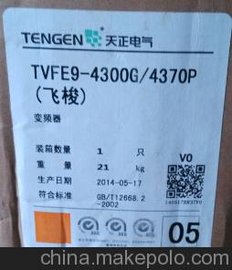 TENGEN 天正电气
TVFE9-4300G/4370P
(飞梭)
变频器
装箱数量 1 只
重量 21 kg
生产日期 2014-05-17
符合标准 GB/T12668.2
-2002
V0
05
china.makepolo.com